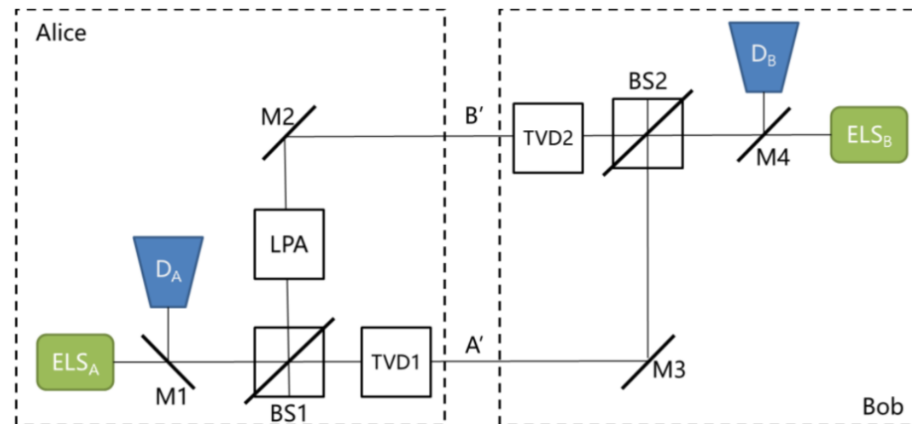 Alice
M2
B'
TVD2
BS2
D_B
M4
ELS_B
LPA
D_A
ELS_A
M1
BS1
TVD1
A'
M3
Bob